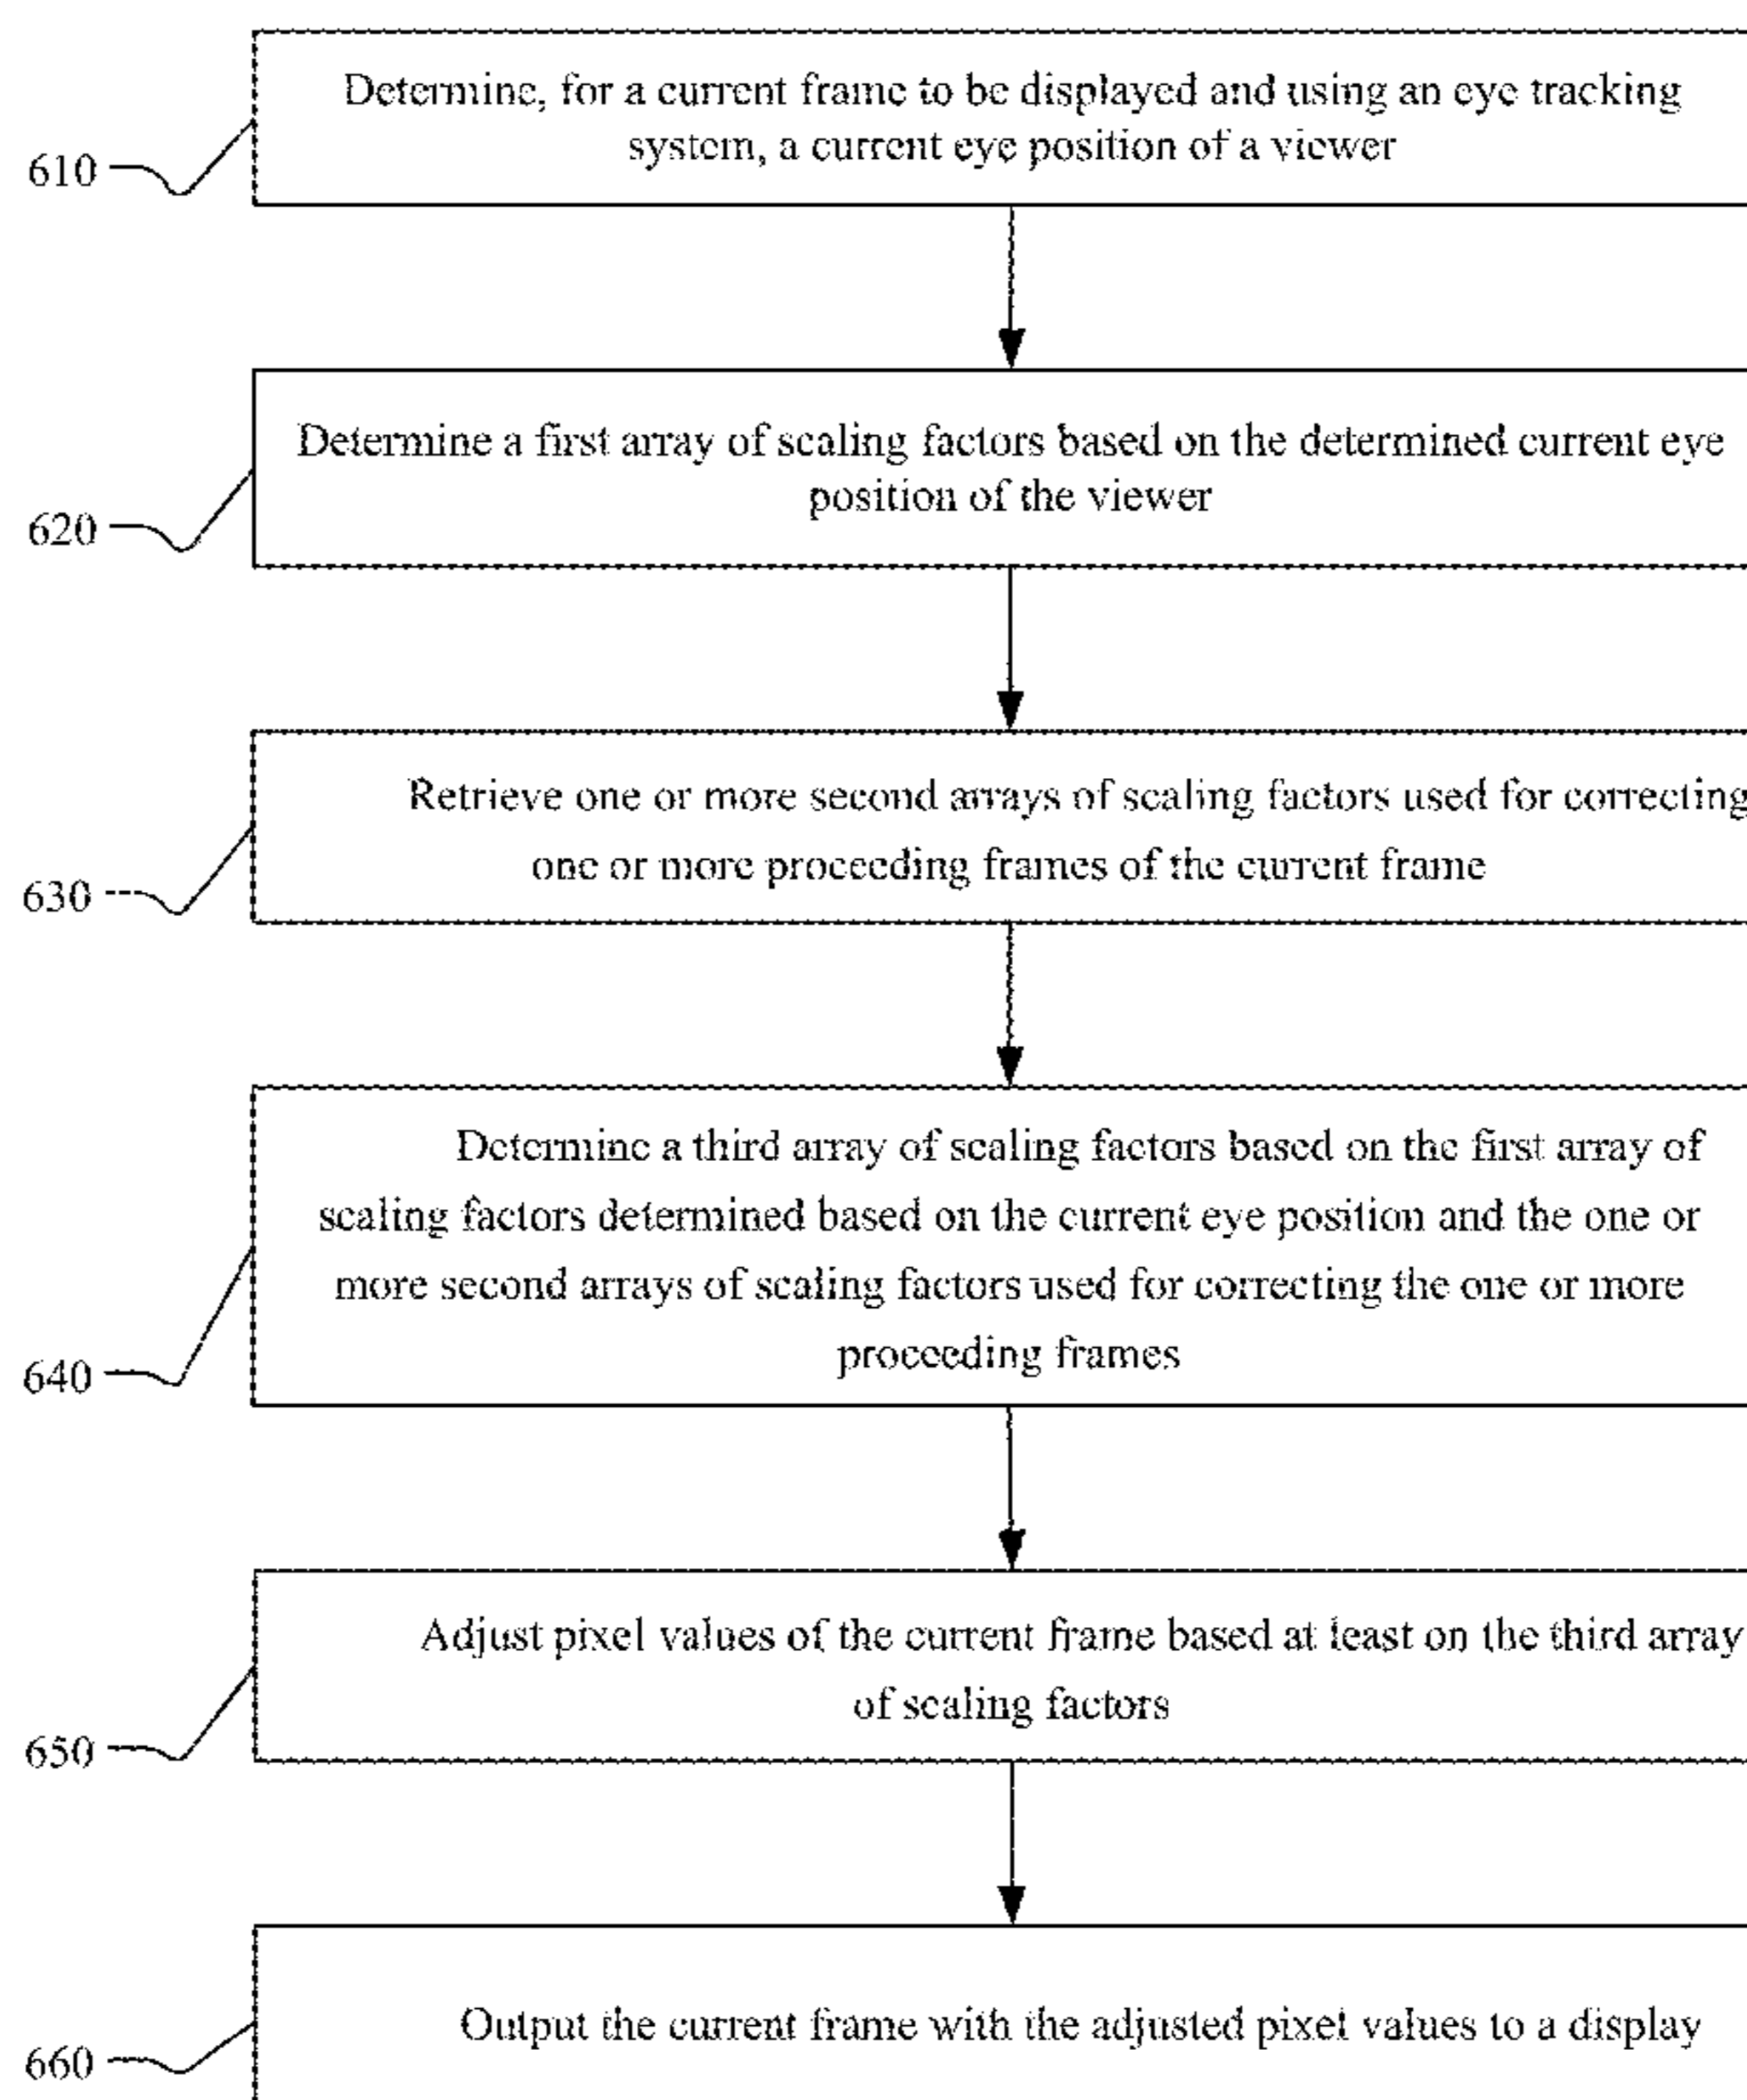 Determine, for a current frame to be displayed and using an eye tracking
system, a current eye position of a viewer
610
Determine a first array of scaling factors based on the determined current eye
position of the viewer
620
Retrieve one or more second arrays of scaling factors used for correcting
one or more proceeding frames of the current frame
630
Determine a third array of scaling factors based on the first array of
scaling factors determined based on the current eye position and the one or
more second arrays of scaling factors used for correcting the one or more
proceeding frames
640
Adjust pixel values of the current frame based at least on the third array
of scaling factors
650
Output the current frame with the adjusted pixel values to a display
660